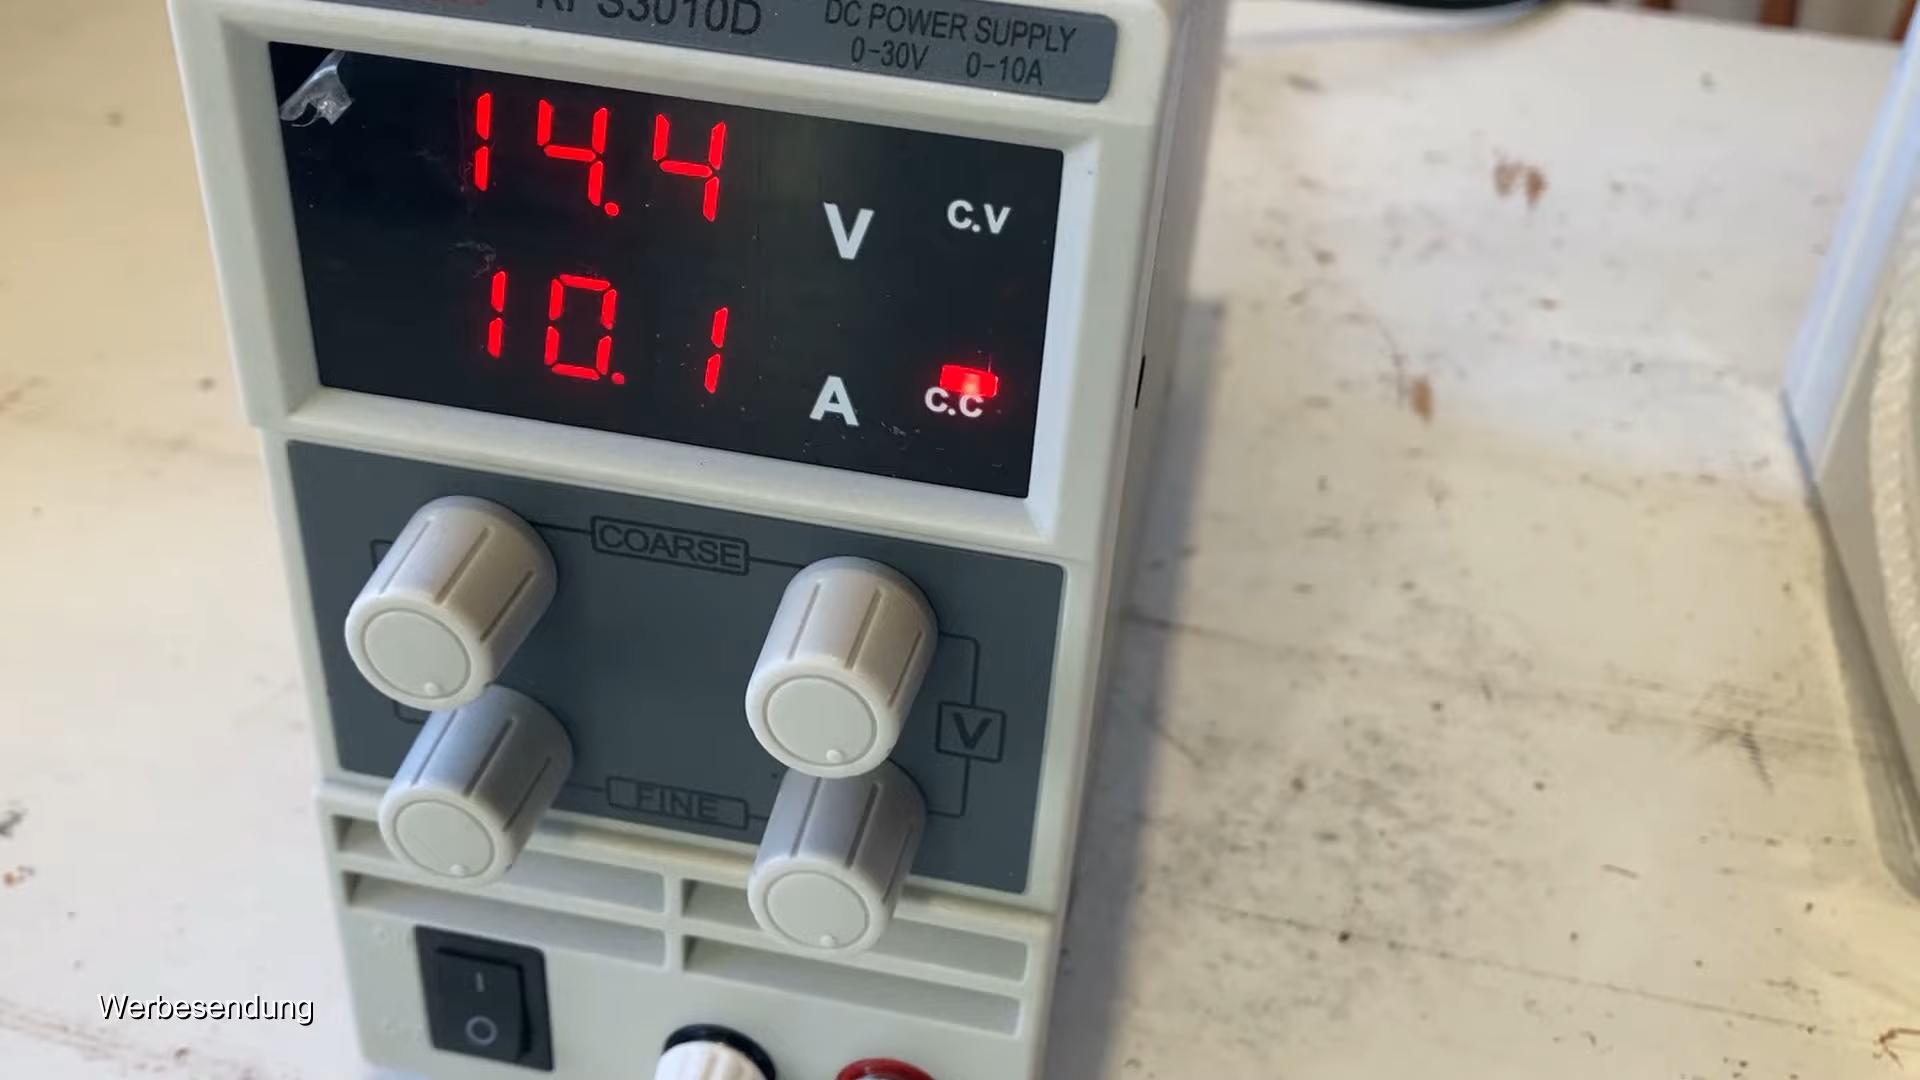 DC POWER SUPPLY
0-30V 0-10A
14.4 V C.V
10.1 A C.C
COARSE
V
FINE
Werbesendung